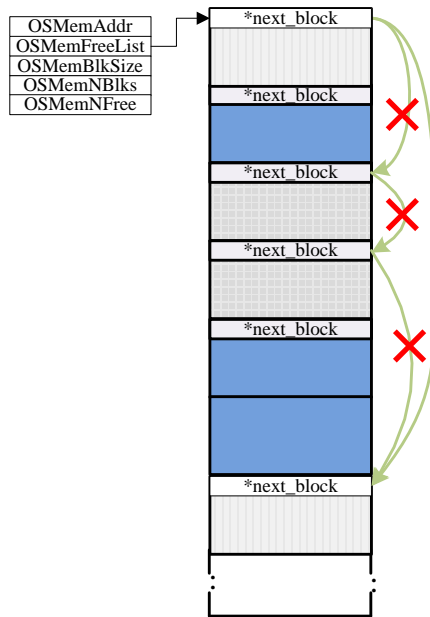 OSMemAddr
OSMemFreeList
OSMemBlkSize
OSMemNBlks
OSMemNFree
*next_block
*next_block
*next_block
*next_block
*next_block
*next_block